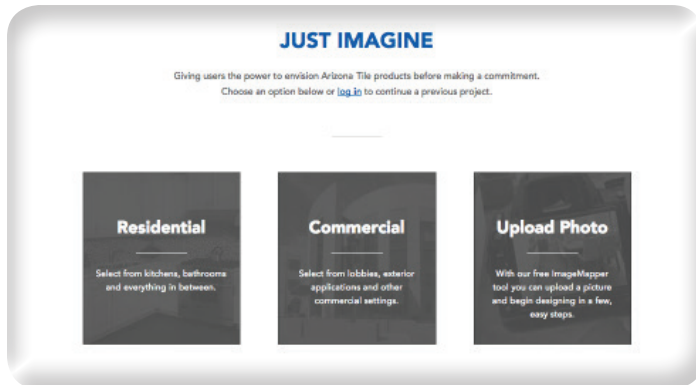 JUST IMAGINE
Giving users the power to envision Arizona Tile products before making a commitment.
Choose an option below or log in to continue a previous project.
Residential
Select from kitchens, bathrooms
and everything in between.
Commercial
Select from lobbies, exterior
applications and other
commercial settings.
Upload Photo
With our free ImageMapper
tool you can upload a picture
and begin designing in a few,
easy steps.